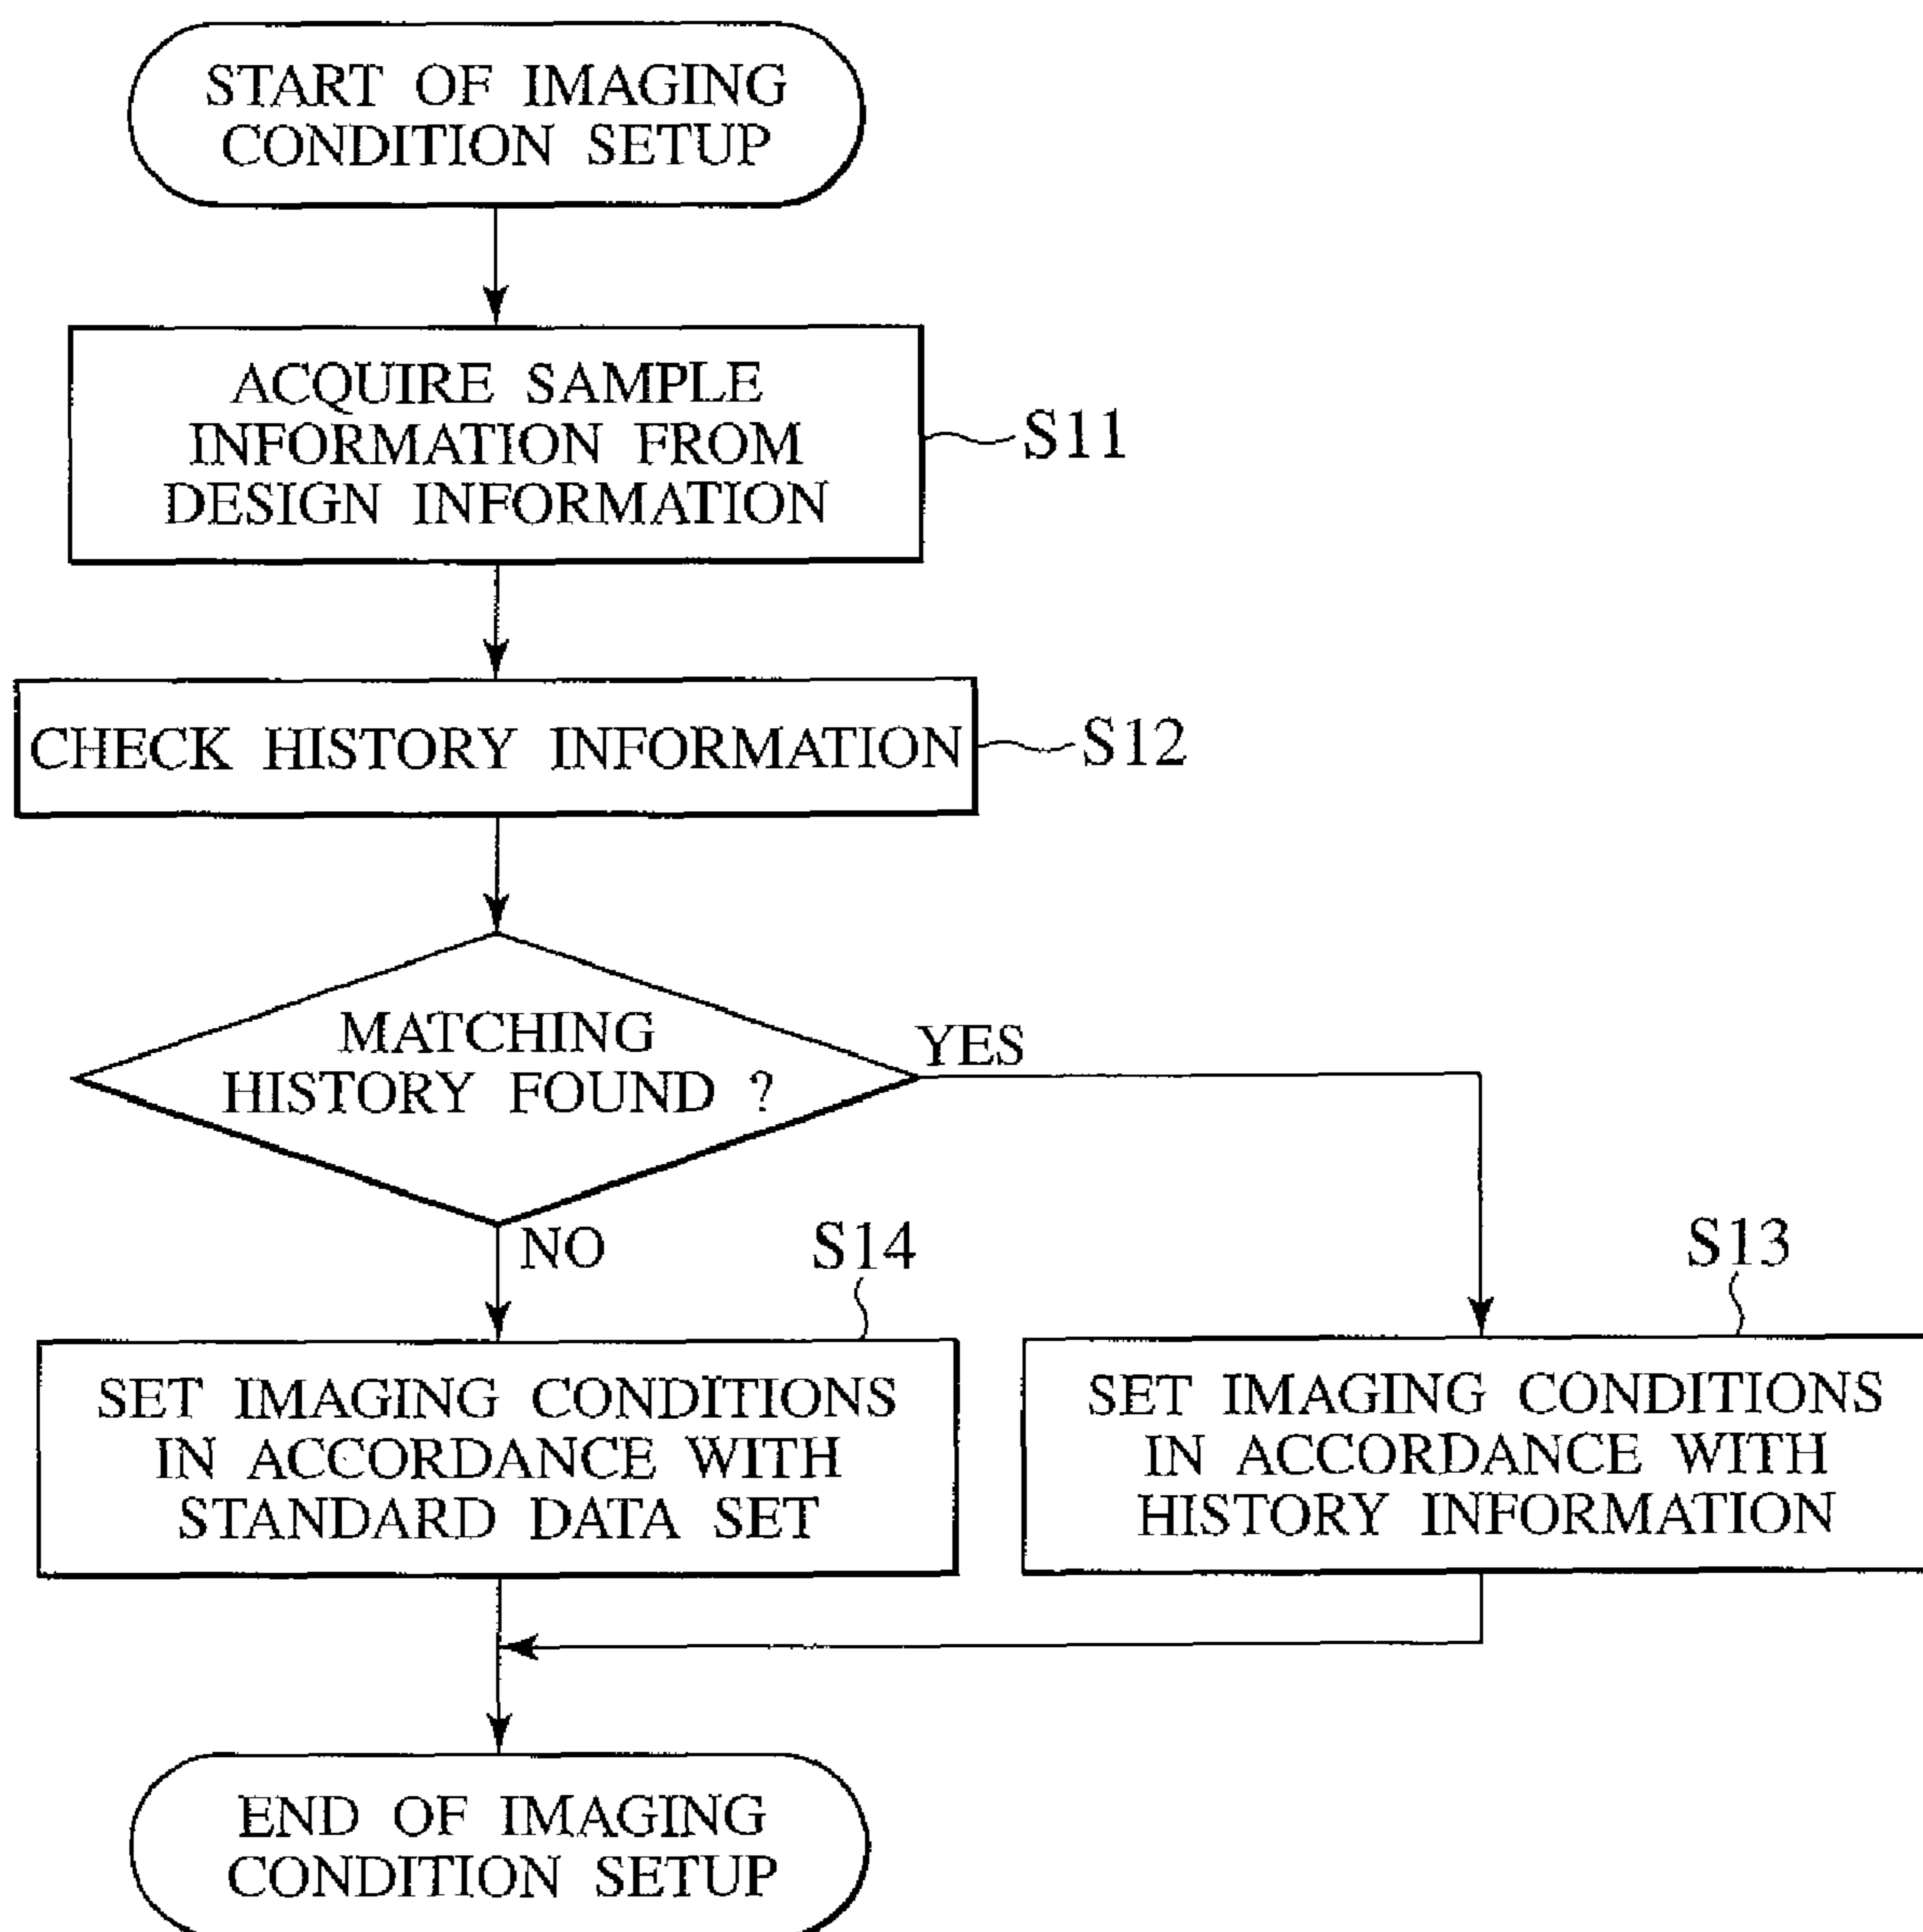 START OF IMAGING
CONDITION SETUP
ACQUIRE SAMPLE
INFORMATION FROM
DESIGN INFORMATION
S11
CHECK HISTORY INFORMATION
S12
MATCHING
HISTORY FOUND ?
YES
NO
S14
S13
SET IMAGING CONDITIONS
IN ACCORDANCE WITH
STANDARD DATA SET
SET IMAGING CONDITIONS
IN ACCORDANCE WITH
HISTORY INFORMATION
END OF IMAGING
CONDITION SETUP